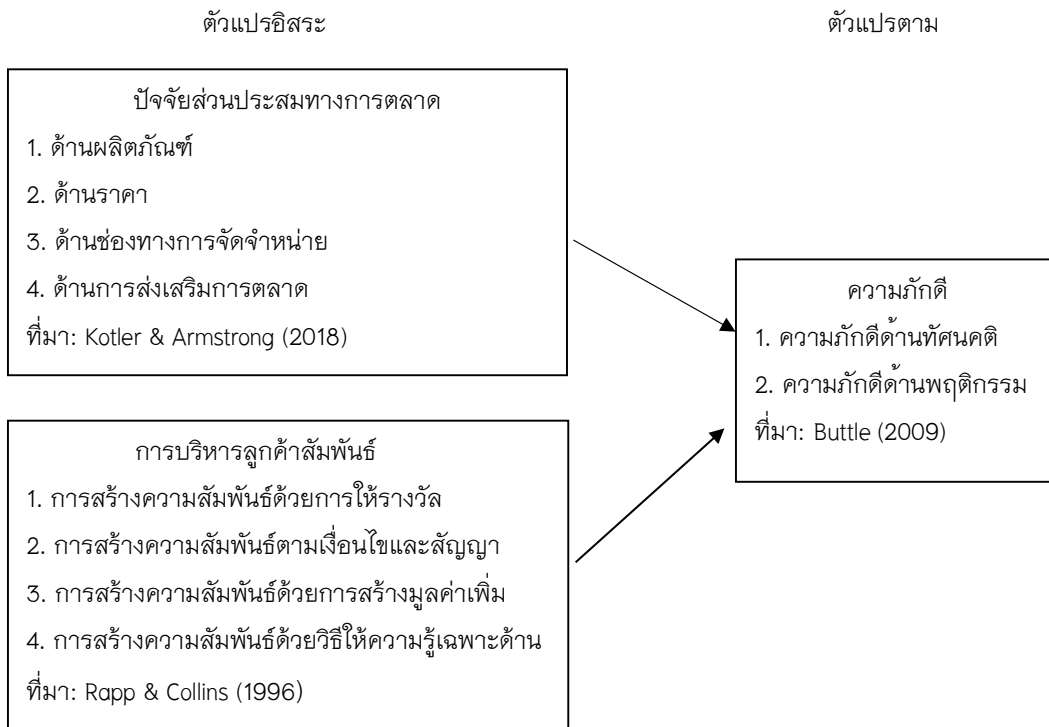 ตัวแปรอิสระ
ตัวแปรตาม
ปัจจัยส่วนประสมทางการตลาด
1. ด้านผลิตภัณฑ์
2. ด้านราคา
3. ด้านช่องทางการจัดจำหน่าย
4. ด้านการส่งเสริมการตลาด
ที่มา: Kotler & Armstrong (2018)
การบริหารลูกค้าสัมพันธ์
1. การสร้างความสัมพันธ์ด้วยการให้รางวัล
2. การสร้างความสัมพันธ์ตามเงื่อนไขและสัญญา
3. การสร้างความสัมพันธ์ด้วยการสร้างมูลค่าเพิ่ม
4. การสร้างความสัมพันธ์ด้วยวิธีให้ความรู้เฉพาะด้าน
ที่มา: Rapp & Collins (1996)
ความภักดี
1. ความภักดีด้านทัศนคติ
2. ความภักดีด้านพฤติกรรม
ที่มา: Buttle (2009)